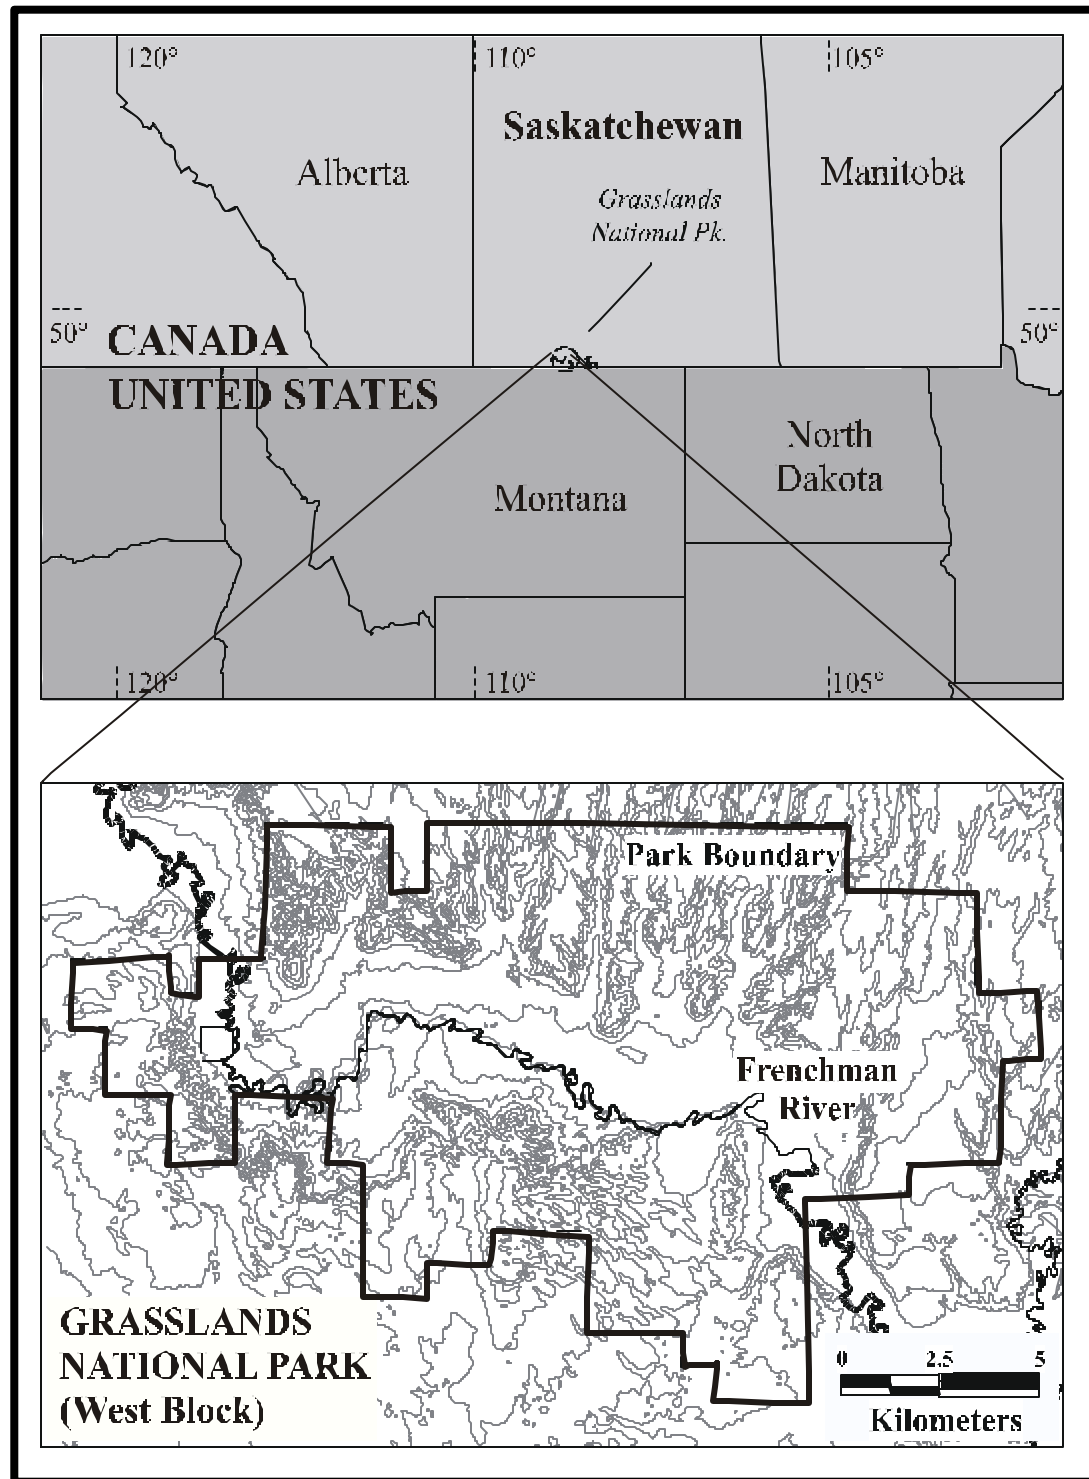 120°
110°
105°
Saskatchewan
Alberta
Manitoba
Grasslands
National Pk.
50°
CANADA
50°
UNITED STATES
North
Dakota
Montana
120°
110°
105°
Park Boundary
Frenchman
River
GRASSLANDS
NATIONAL PARK
(West Block)
0 2.5 5
Kilometers